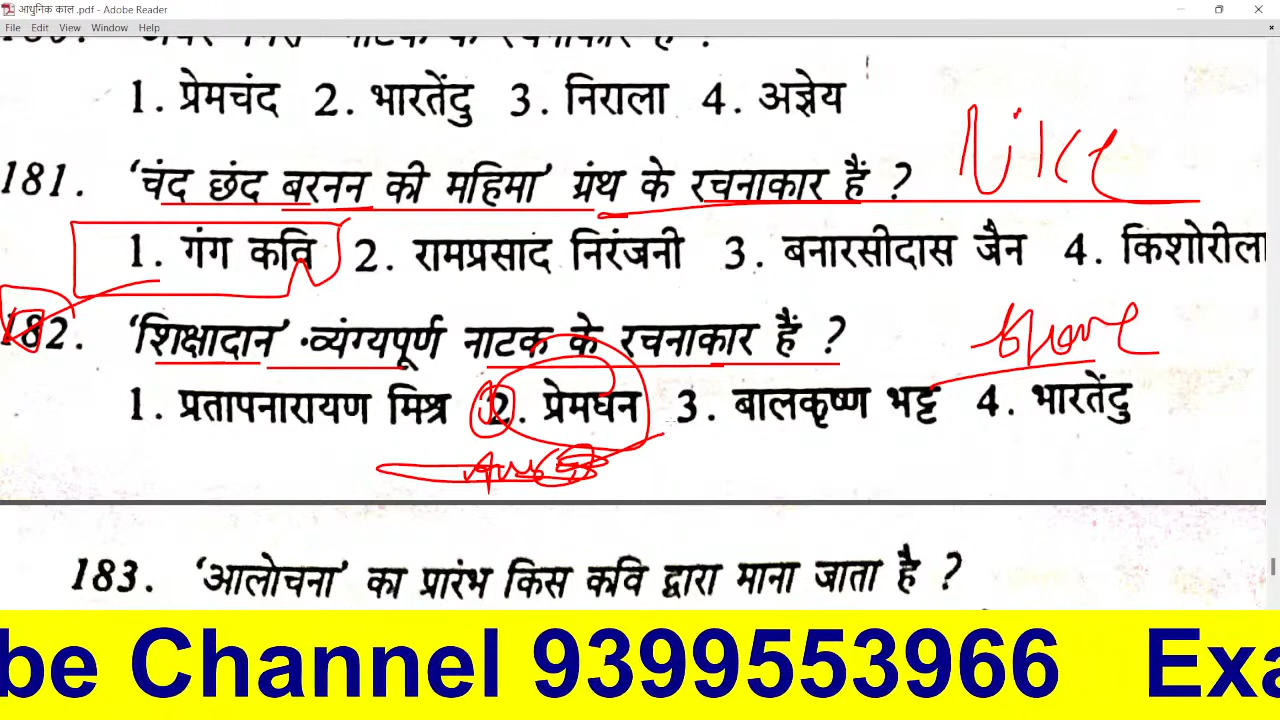 आधुनिक काल .pdf - Adobe Reader
File Edit View Window Help
1. प्रेमचंद 2. भारतेंदु 3. निराला 4. अज्ञेय
181. 'चंद छंद बरनन की महिमा' ग्रंथ के रचनाकार हैं ?
Nice
1. गंग कवि 2. रामप्रसाद निरंजनी 3. बनारसीदास जैन 4. किशोरीला
182. 'शिक्षादान' व्यंग्यपूर्ण नाटक के रचनाकार हैं ?
1. प्रतापनारायण मिश्र 2. प्रेमघन 3. बालकृष्ण भट्ट 4. भारतेंदु
183. 'आलोचना' का प्रारंभ किस कवि द्वारा माना जाता है ?
be Channel 9399553966 Exa